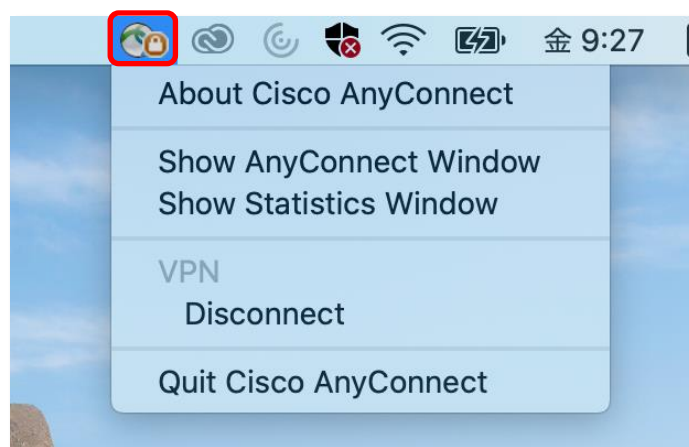 金 9:27
About Cisco AnyConnect
Show AnyConnect Window
Show Statistics Window
VPN
Disconnect
Quit Cisco AnyConnect